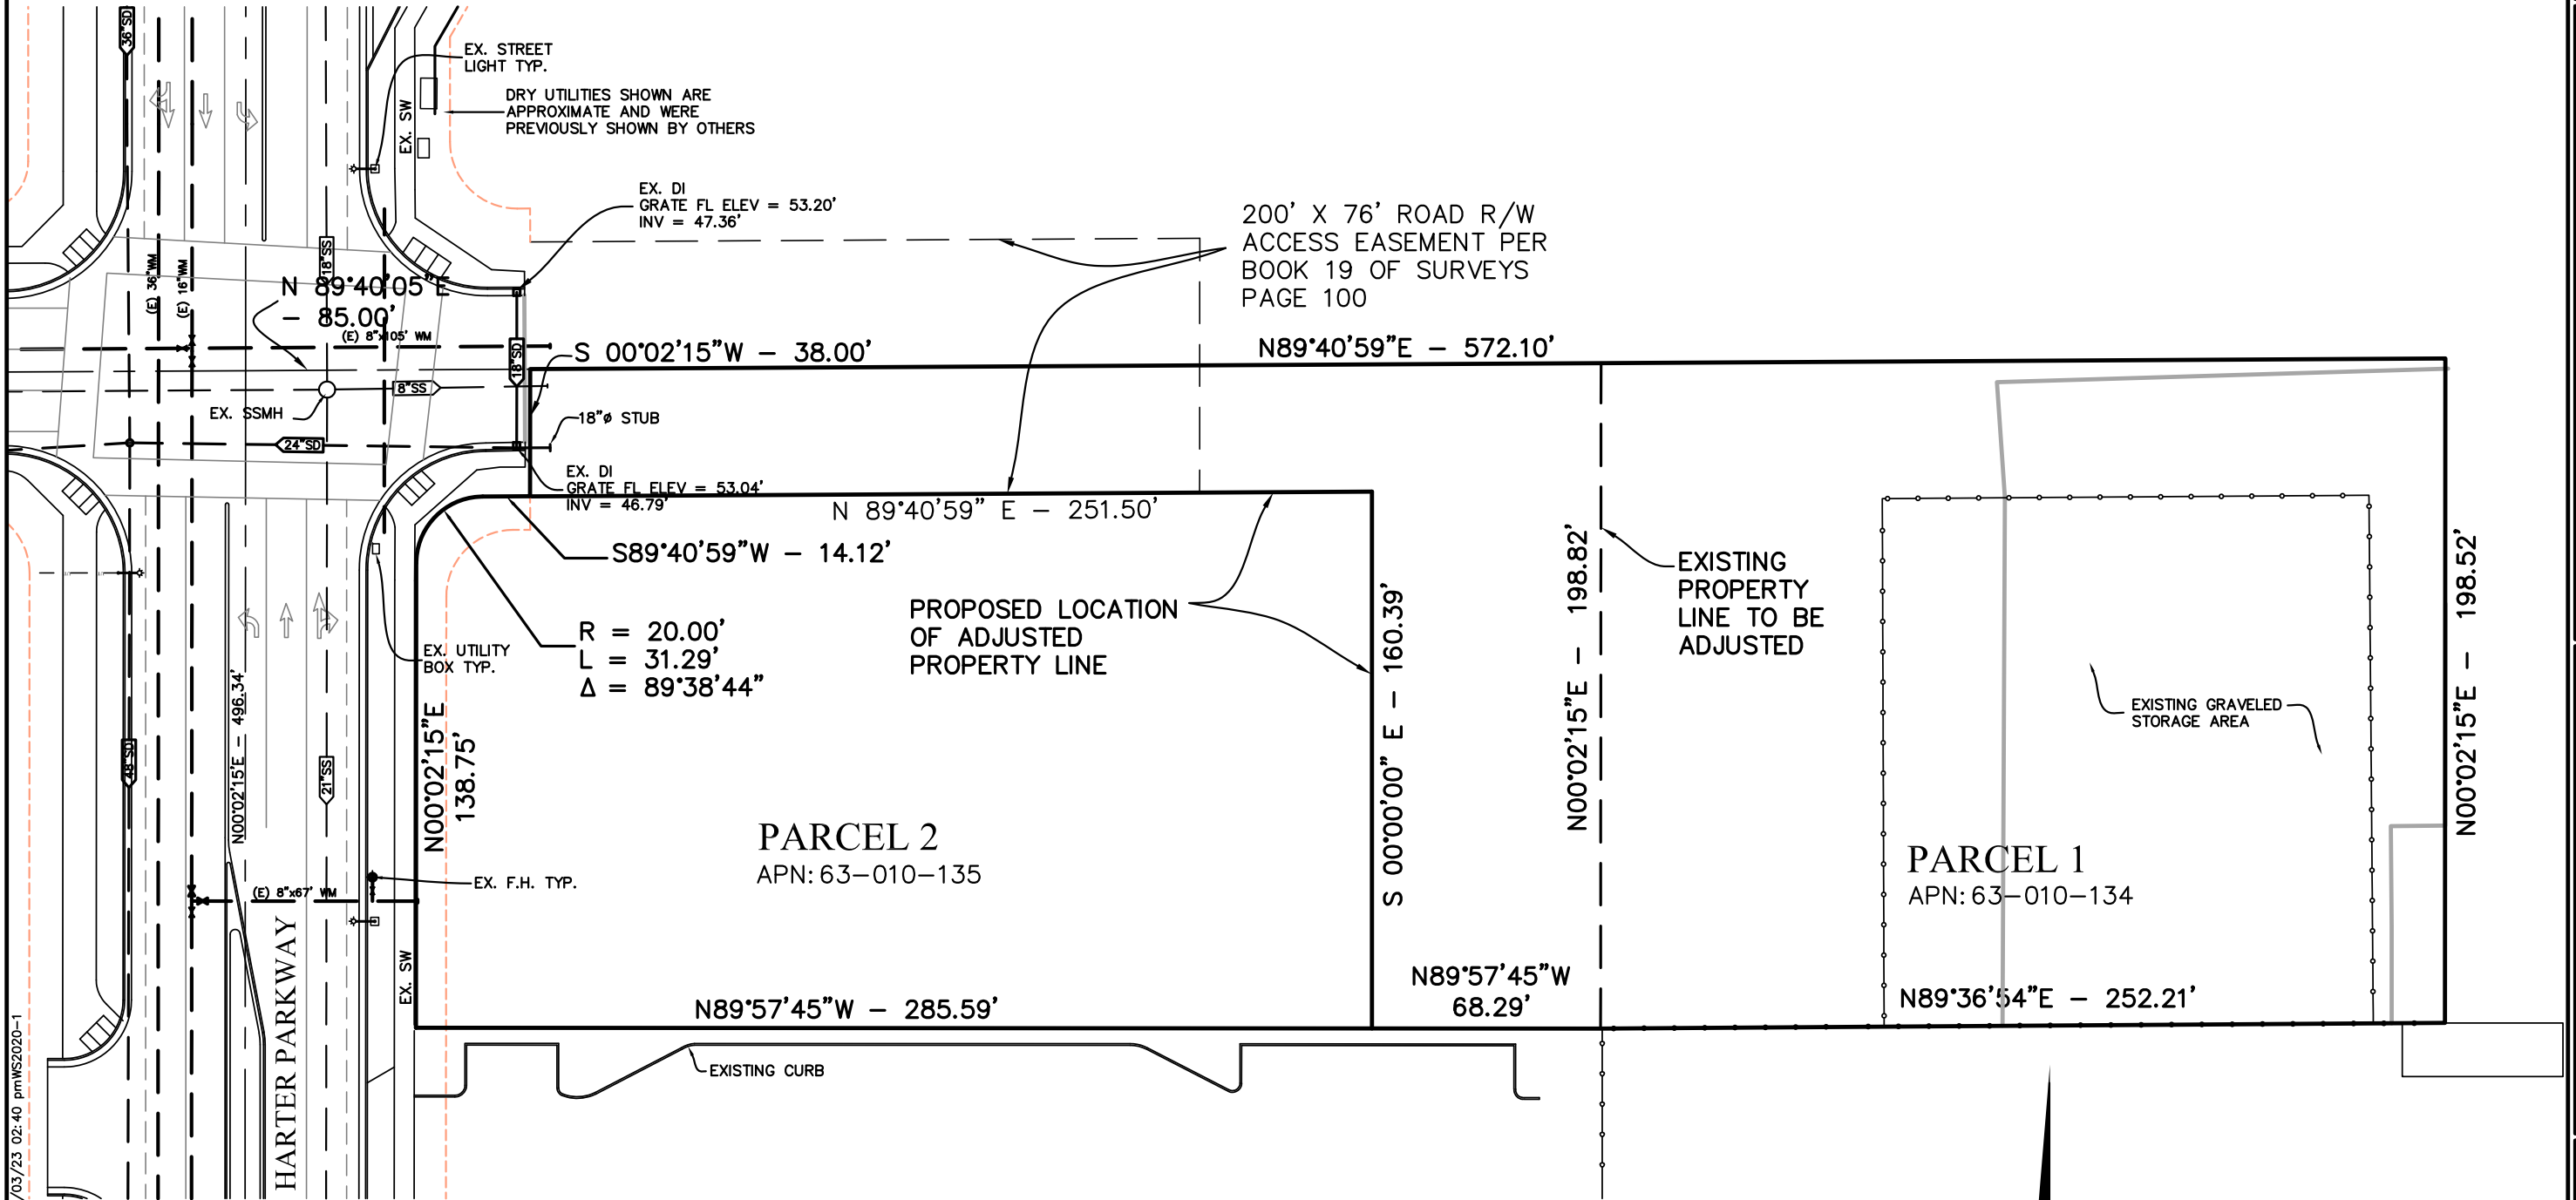 36"SD
EX. STREET
LIGHT TYP.
DRY UTILITIES SHOWN ARE
APPROXIMATE AND WERE
PREVIOUSLY SHOWN BY OTHERS
EX. SW
EX. DI
GRATE FL ELEV = 53.20'
INV = 47.36'
200' X 76' ROAD R/W
ACCESS EASEMENT PER
BOOK 19 OF SURVEYS
PAGE 100
(E) 36"WM
(E) 16"WM
18"SS
N 89°40'05"E
- 85.00'
(E) 8"x105' WM
18"SD
S 00°02'15"W - 38.00'
N89°40'59"E - 572.10'
8"SS
EX. SSMH
18"ø STUB
24"SD
EX. DI
GRATE FL ELEV = 53.04'
INV = 46.79'
N 89°40'59" E - 251.50'
S89°40'59"W - 14.12'
R = 20.00'
L = 31.29'
Δ = 89°38'44"
PROPOSED LOCATION
OF ADJUSTED
PROPERTY LINE
EXISTING
PROPERTY
LINE TO BE
ADJUSTED
EX. UTILITY
BOX TYP.
N00°02'15"E - 496.34'
48"SD
21"SS
N00°02'15"E
138.75'
S 00°00'00" E - 160.39'
N00°02'15"E - 198.82'
N00°02'15"E - 198.52'
EXISTING GRAVELED
STORAGE AREA
PARCEL 2
APN: 63-010-135
PARCEL 1
APN: 63-010-134
EX. F.H. TYP.
(E) 8"x67' WM
EX. SW
HARTER PARKWAY
N89°57'45"W - 285.59'
N89°57'45"W
68.29'
N89°36'54"E - 252.21'
EXISTING CURB
/03/23 02:40 pmWS2020-1